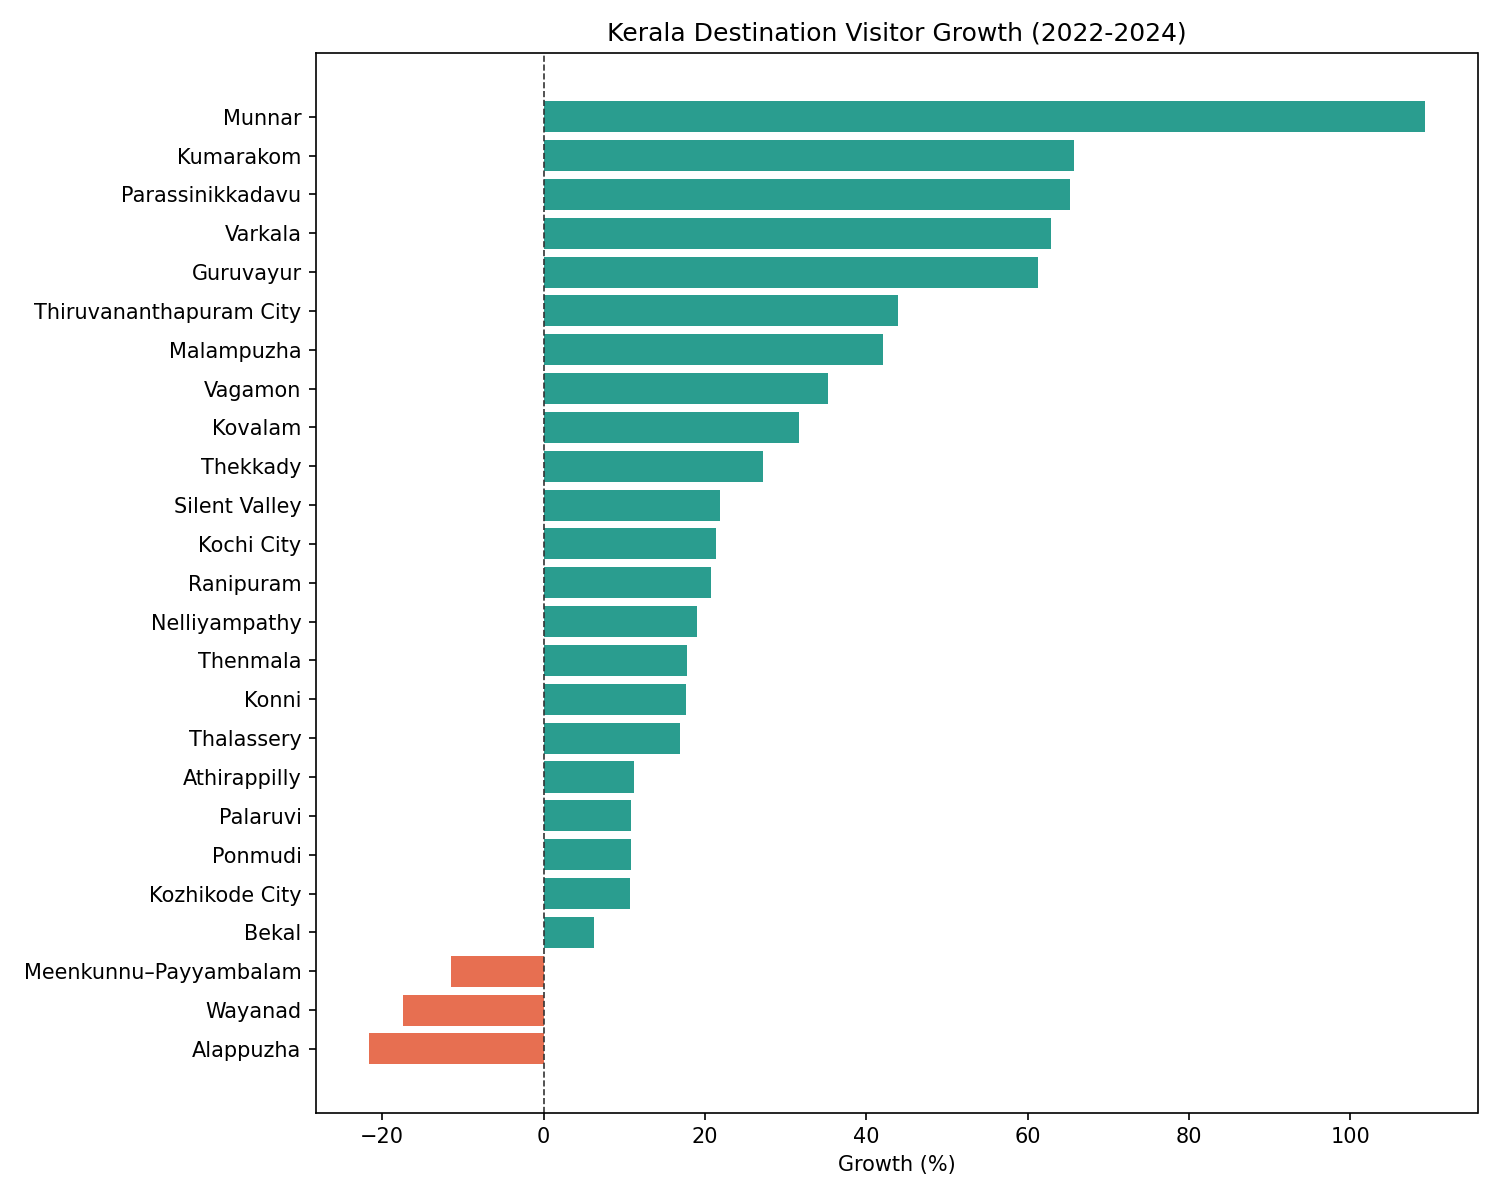 Kerala Destination Visitor Growth (2022-2024)
Munnar
Kumarakom
Parassinikkadavu
Varkala
Guruvayur
Thiruvananthapuram City
Malampuzha
Vagamon
Kovalam
Thekkady
Silent Valley
Kochi City
Ranipuram
Nelliyampathy
Thenmala
Konni
Thalassery
Athirappilly
Palaruvi
Ponmudi
Kozhikode City
Bekal
Meenkunnu–Payyambalam
Wayanad
Alappuzha
−20 0 20 40 60 80 100
Growth (%)